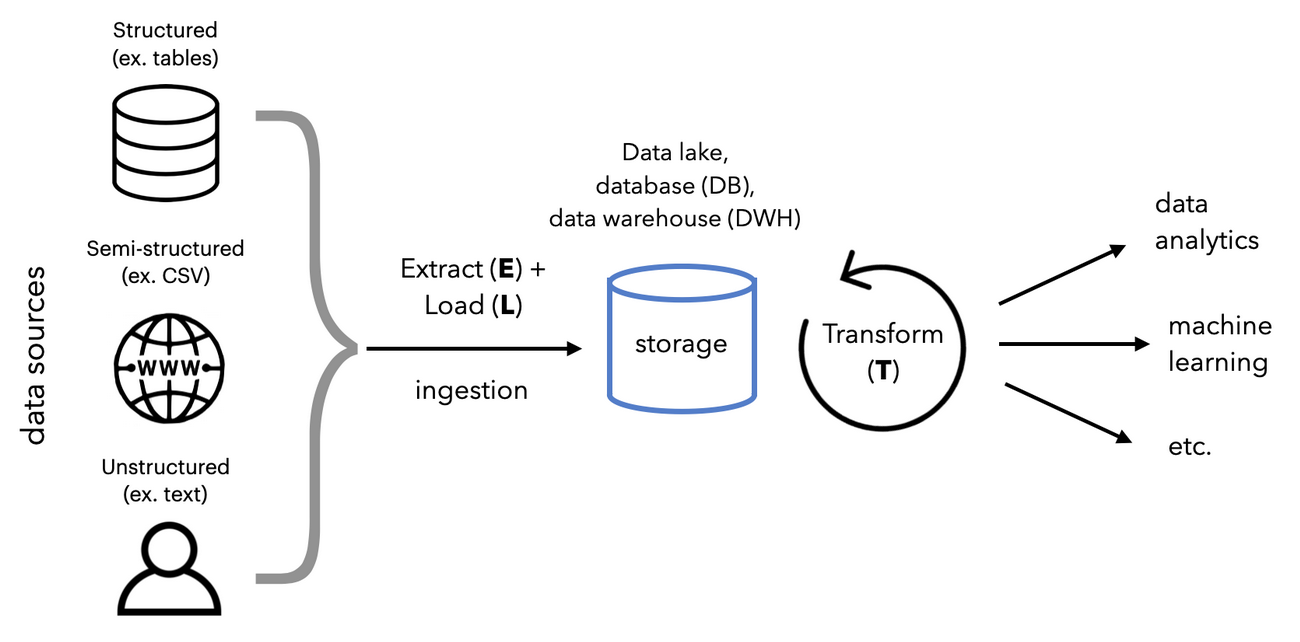 Structured
(ex. tables)
Semi-structured
(ex. CSV)
WWW
Unstructured
(ex. text)
data sources
Extract (E) +
Load (L)
ingestion
Data lake,
database (DB),
data warehouse (DWH)
storage
Transform
(T)
data
analytics
machine
learning
etc.